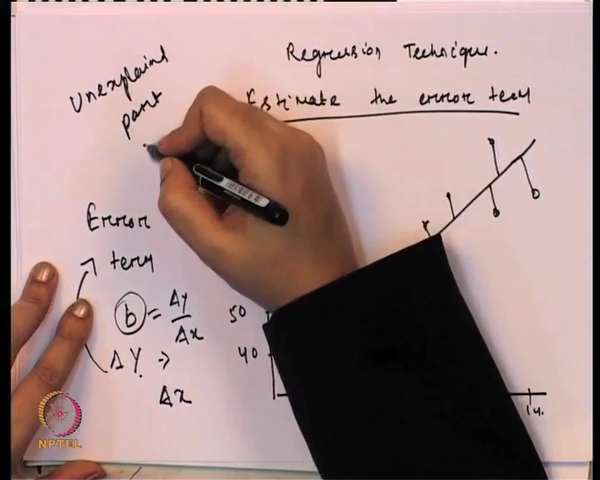 Regression Technique.
Estimate the error term
Unexplained
part
Error
term
b = Δy
Δx
ΔY ->
Δx
50
40
14.
NPTEL